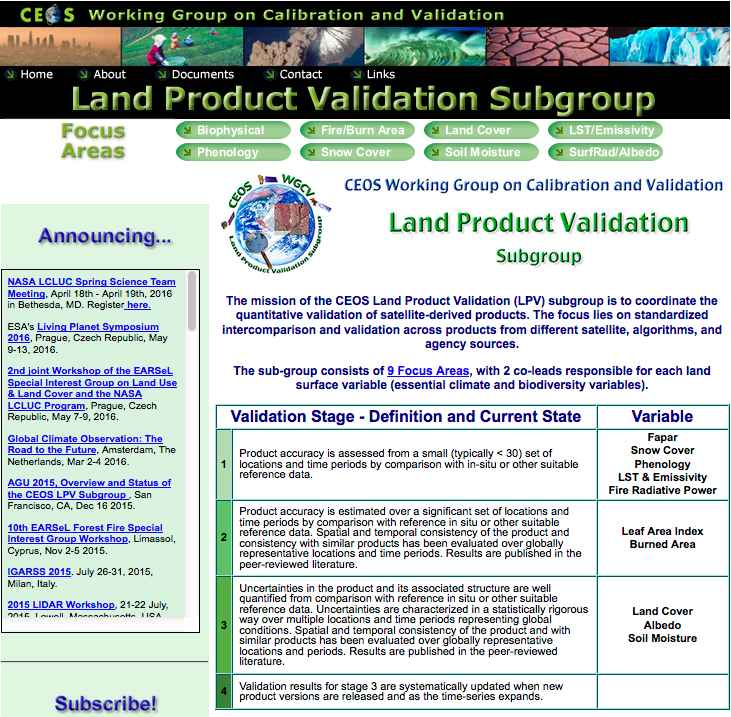 CEOS Working Group on Calibration and Validation
Home About Documents Contact Links
Land Product Validation Subgroup
Focus
Areas
Biophysical Fire/Burn Area Land Cover LST/Emissivity
Phenology Snow Cover Soil Moisture SurfRad/Albedo
Announcing...
NASA LCLUC Spring Science Team
Meeting, April 18th - April 19th, 2016
in Bethesda, MD. Register here.
ESA's Living Planet Symposium
2016, Prague, Czech Republic, May
9-13, 2016.
2nd joint Workshop of the EARSeL
Special Interest Group on Land Use
& Land Cover and the NASA
LCLUC Program, Prague, Czech
Republic, May 7-9, 2016.
Global Climate Observation: The
Road to the Future, Amsterdam, The
Netherlands, Mar 2-4 2016.
AGU 2015, Overview and Status of
the CEOS LPV Subgroup , San
Francisco, CA, Dec 16 2015.
10th EARSeL Forest Fire Special
Interest Group Workshop, Limassol,
Cyprus, Nov 2-5 2015.
IGARSS 2015. July 26-31, 2015,
Milan, Italy.
2015 LIDAR Workshop, 21-22 July,
2015, Lowell, Massachusetts, USA
Subscribe!
CEOS WGCV
Land Product Validation Subgroup
CEOS Working Group on Calibration and Validation
Land Product Validation
Subgroup
The mission of the CEOS Land Product Validation (LPV) subgroup is to coordinate the
quantitative validation of satellite-derived products. The focus lies on standardized
intercomparison and validation across products from different satellite, algorithms, and
agency sources.
The sub-group consists of 9 Focus Areas, with 2 co-leads responsible for each land
surface variable (essential climate and biodiversity variables).
Validation Stage - Definition and Current State Variable
1
Product accuracy is assessed from a small (typically < 30) set of
locations and time periods by comparison with in-situ or other suitable
reference data.
Fapar
Snow Cover
Phenology
LST & Emissivity
Fire Radiative Power
2
Product accuracy is estimated over a significant set of locations and
time periods by comparison with reference in situ or other suitable
reference data. Spatial and temporal consistency of the product and
consistency with similar products has been evaluated over globally
representative locations and time periods. Results are published in the
peer-reviewed literature.
Leaf Area Index
Burned Area
3
Uncertainties in the product and its associated structure are well
quantified from comparison with reference in situ or other suitable
reference data. Uncertainties are characterized in a statistically rigorous
way over multiple locations and time periods representing global
conditions. Spatial and temporal consistency of the product and with
similar products has been evaluated over globally representative
locations and periods. Results are published in the peer-reviewed
literature.
Land Cover
Albedo
Soil Moisture
4
Validation results for stage 3 are systematically updated when new
product versions are released and as the time-series expands.